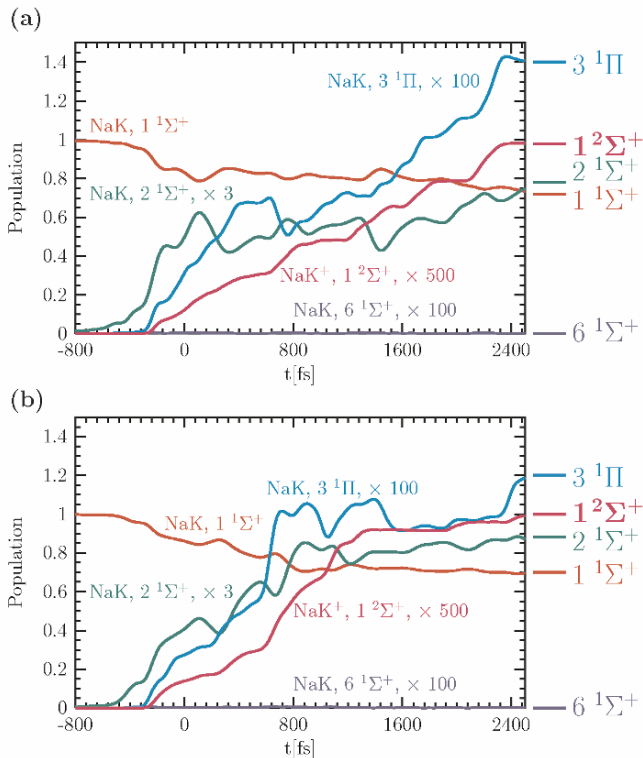 (a)
1.4
1.2
1
0.8
0.6
0.4
0.2
0
Population
NaK, 3 ¹Π, × 100
NaK, 1 ¹Σ⁺
NaK, 2 ¹Σ⁺, × 3
NaK⁺, 1 ²Σ⁺, × 500
NaK, 6 ¹Σ⁺, × 100
3 ¹Π
1²Σ⁺
2 ¹Σ⁺
1 ¹Σ⁺
6 ¹Σ⁺
-800 0 800 1600 2400
t[fs]
(b)
1.4
1.2
1
0.8
0.6
0.4
0.2
0
Population
NaK, 3 ¹Π, × 100
NaK, 1 ¹Σ⁺
NaK, 2 ¹Σ⁺, × 3
NaK⁺, 1 ²Σ⁺, × 500
NaK, 6 ¹Σ⁺, × 100
3 ¹Π
1²Σ⁺
2 ¹Σ⁺
1 ¹Σ⁺
6 ¹Σ⁺
-800 0 800 1600 2400
t[fs]